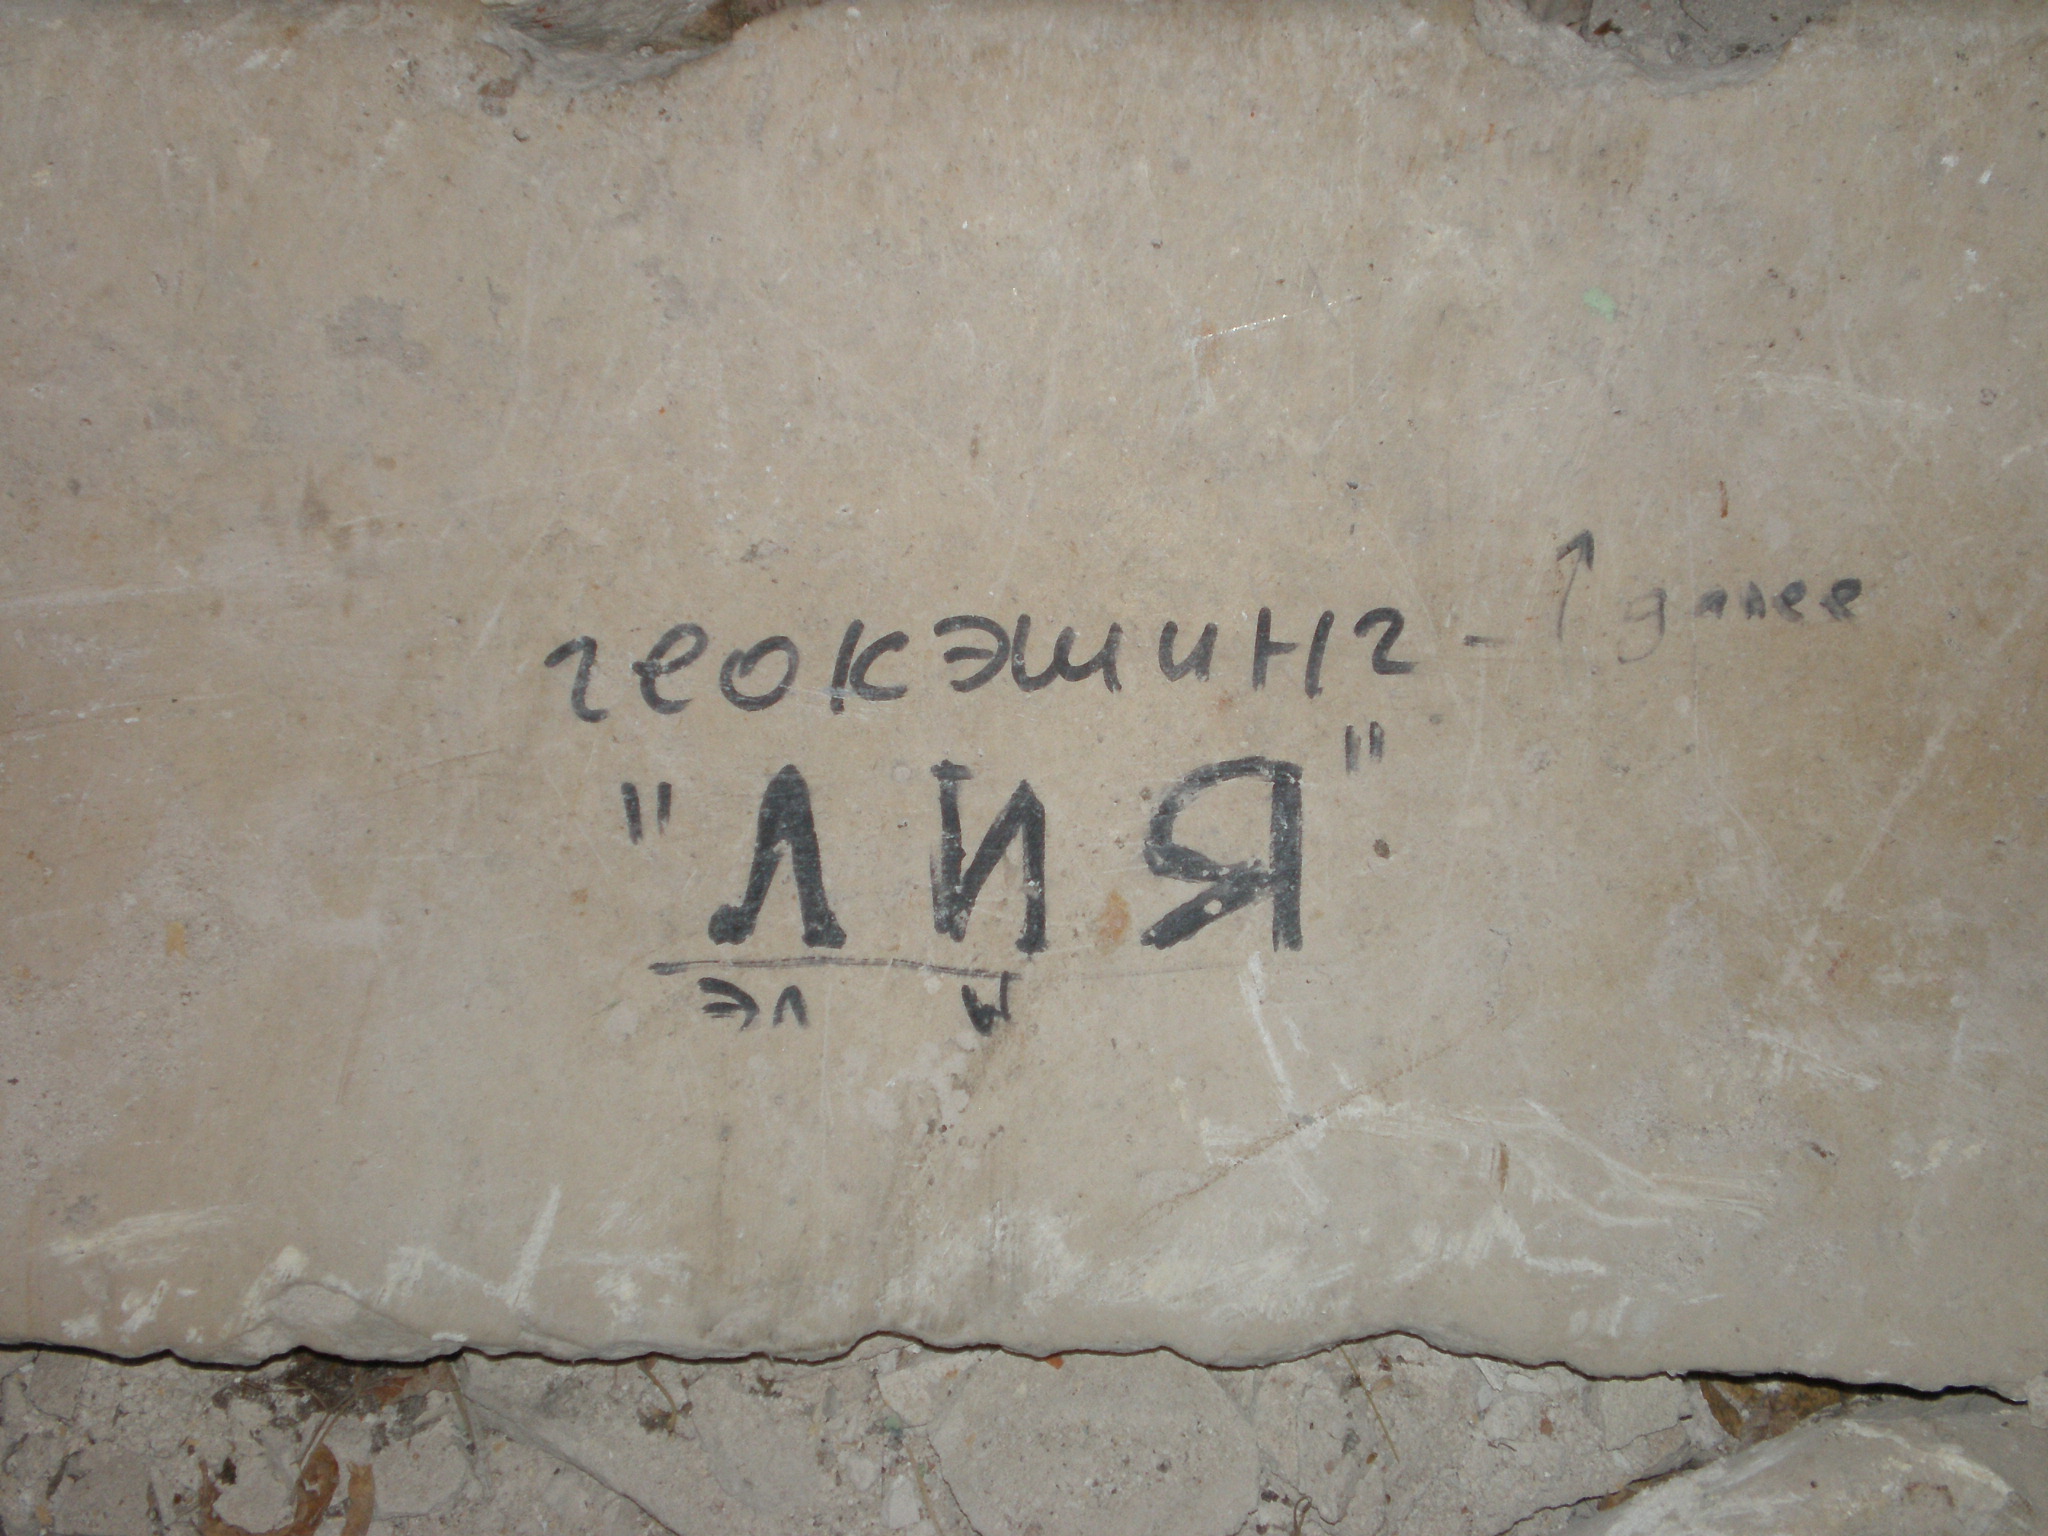 геокэшинг - ↑ далее
"ЛИЯ"
эл и